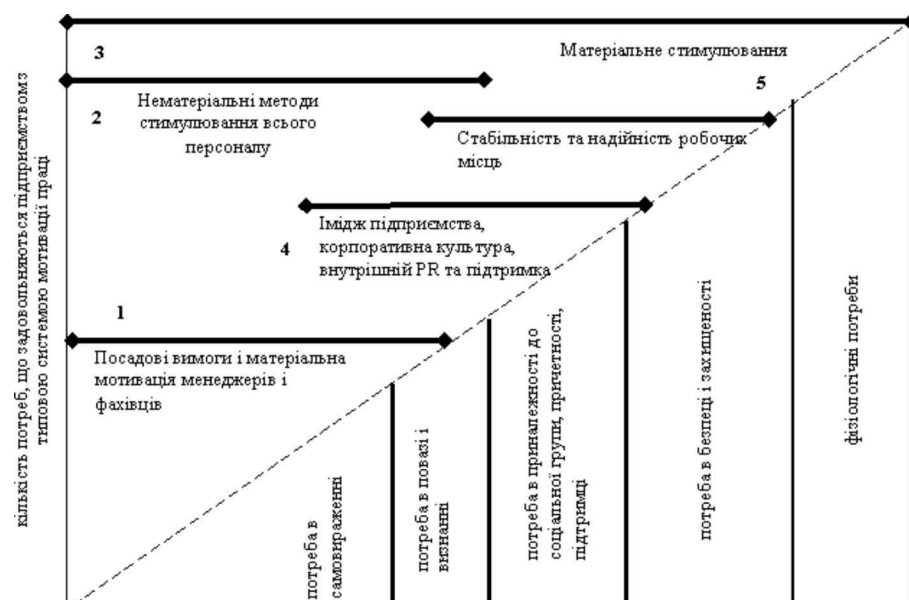 3
Матеріальне стимулювання
5
Нематеріальні методи
стимулювання всього
персоналу
2
Стабільність та надійність робочих
місць
Імідж підприємства,
корпоративна культура,
внутрішній PR та підтримка
4
1
Посадові вимоги і матеріальна
мотивація менеджерів і
фахівців
кількість потреб, що задовольняються підприємством з
типовою системою мотивації праці
потреба в
самовираженні
потреба в повазі і
визнанні
потреба в приналежності до
соціальної групи, причетності,
підтримці
потреба в безпеці і захищеності
фізіологічні потреби